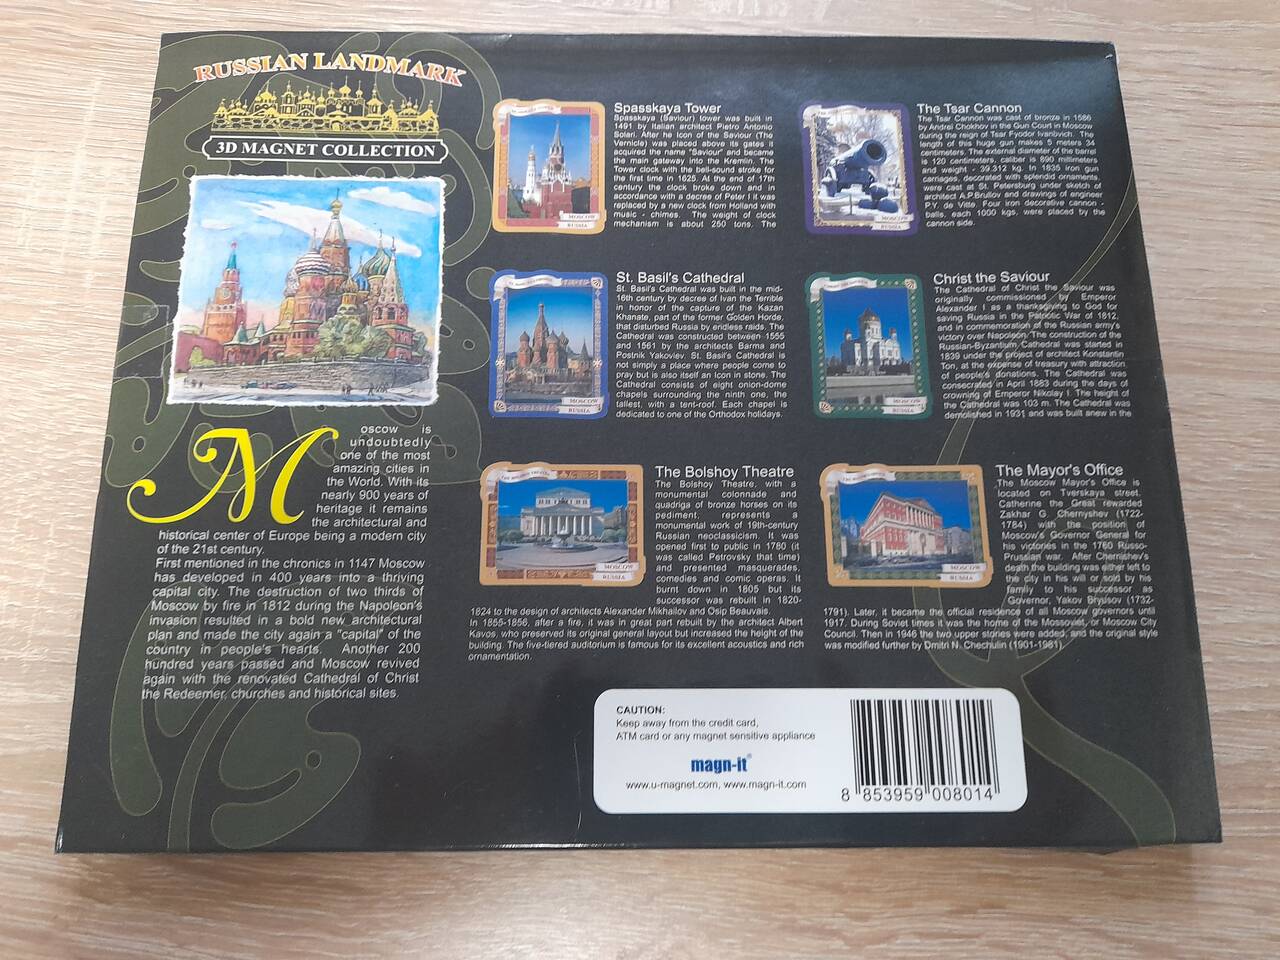 RUSSIAN LANDMARK
3D MAGNET COLLECTION
Moscow is
undoubtedly
one of the most
amazing cities in
the World. With its
nearly 900 years of
heritage it remains
the architectural and
historical center of Europe being a modern city
of the 21st century.
First mentioned in the chronics in 1147 Moscow
has developed in 400 years into a thriving
capital city. The destruction of two thirds of
Moscow by fire in 1812 during the Napoleon's
invasion resulted in a bold new architectural
plan and made the city again a "capital" of the
country in people's hearts. Another 200
hundred years passed and Moscow revived
again with the renovated Cathedral of Christ
the Redeemer, churches and historical sites.
MOSCOW
RUSSIA
Spasskaya Tower
Spasskaya (Saviour) tower was built in
1491 by Italian architect Pietro Antonio
Solari. After the Icon of the Saviour (The
Vernicle) was placed above its gates it
acquired the name "Saviour" and became
the main gateway into the Kremlin. The
Tower clock with the bell-sound stroke for
the first time in 1625. At the end of 17th
century the clock broke down and in
accordance with a decree of Peter I it was
replaced by a new clock from Holland with
music - chimes. The weight of clock
mechanism is about 250 tons. The
MOSCOW
RUSSIA
The Tsar Cannon
The Tsar Cannon was cast of bronze in 1586
by Andrei Chokhov in the Gun Court in Moscow
during the reign of Tsar Fyodor Ivanbvich. The
length of this huge gun makes 5 meters 34
centimeters. The external diameter of the barrel
is 120 centimeters, caliber is 890 millimeters
and weight - 39,312 kg. In 1835 iron gun
carriages, decorated with splendid ornaments,
were cast at St. Petersburg under sketch of
architect A.P.Brullov and drawings of engineer
P.Y. de Vitte. Four iron decorative cannon -
balls, each 1000 kgs, were placed by the
cannon side.
MOSCOW
RUSSIA
St. Basil's Cathedral
St. Basil's Cathedral was built in the mid-
16th century by decree of Ivan the Terrible
in honor of the capture of the Kazan
Khanate, part of the former Golden Horde,
that disturbed Russia by endless raids. The
Cathedral was constructed between 1555
and 1561 by the architects Barma and
Postnik Yakoviev. St. Basil's Cathedral is
not simply a place where people come to
pray but is also itself an Icon in stone. The
Cathedral consists of eight onion-dome
chapels surrounding the ninth one, the
tallest, with a tent-roof. Each chapel is
dedicated to one of the Orthodox holidays.
MOSCOW
RUSSIA
Christ the Saviour
The Cathedral of Christ the Saviour was
originally commissioned by Emperor
Alexander I as a thanksgiving to God for
saving Russia in the Patriotic War of 1812,
and in commemoration of the Russian army's
victory over Napoleon. The construction of the
Russian-Byzantium Cathedral was started in
1839 under the project of architect Konstantin
Ton, at the expense of treasury with attraction
of people's donations. The Cathedral was
consecrated in April 1883 during the days of
crowning of Emperor Nikolay I. The height of
the Cathedral was 103 m. The Cathedral was
demolished in 1931 and was built anew in the
MOSCOW
RUSSIA
The Bolshoy Theatre
The Bolshoy Theatre, with a
monumental colonnade and
quadriga of bronze horses on its
pediment, represents a
monumental work of 19th-century
Russian neoclassicism. It was
opened first to public in 1780 (it
was called Petrovsky that time)
and presented masquerades,
comedies and comic operas. It
burnt down in 1805 but its
successor was rebuilt in 1820-
1824 to the design of architects Alexander Mikhailov and Osip Beauvais.
In 1855-1856, after a fire, it was in great part rebuilt by the architect Albert
Kavos, who preserved its original general layout but increased the height of the
building. The five-tiered auditorium is famous for its excellent acoustics and rich
ornamentation.
MOSCOW
RUSSIA
The Mayor's Office
The Moscow Mayor's Office is
located on Tverskaya street.
Catherine the Great rewarded
Zakhar G. Chernyshev (1722-
1784) with the position of
Moscow's Governor General for
his victories in the 1760 Russo-
Prussian war. After Chernishev's
death the building was either left to
the city in his will or sold by his
family to his successor as
Governor, Yakov Bryusov (1732-
1791). Later, it became the official residence of all Moscow governors until
1917. During Soviet times it was the home of the Mossoviet, or Moscow City
Council. Then in 1946 the two upper stories were added, and the original style
was modified further by Dmitri N. Chechulin (1901-1981).
CAUTION:
Keep away from the credit card,
ATM card or any magnet sensitive appliance
magn-it®
www.u-magnet.com, www.magn-it.com
8 853959 008014